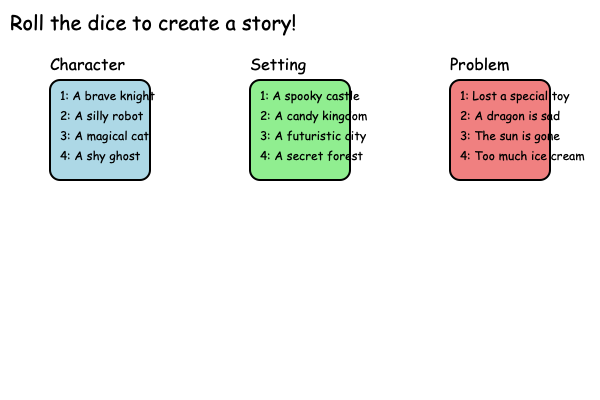 Roll the dice to create a story!
Character
1: A brave knight
2: A silly robot
3: A magical cat
4: A shy ghost
Setting
1: A spooky castle
2: A candy kingdom
3: A futuristic city
4: A secret forest
Problem
1: Lost a special toy
2: A dragon is sad
3: The sun is gone
4: Too much ice cream